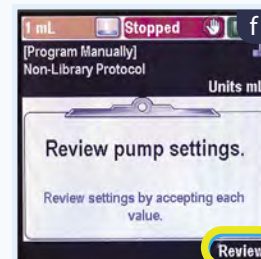 1 mL Stopped f
[Program Manually]
Non-Library Protocol
Units mL
Review pump settings.
Review settings by accepting each
value.
Review